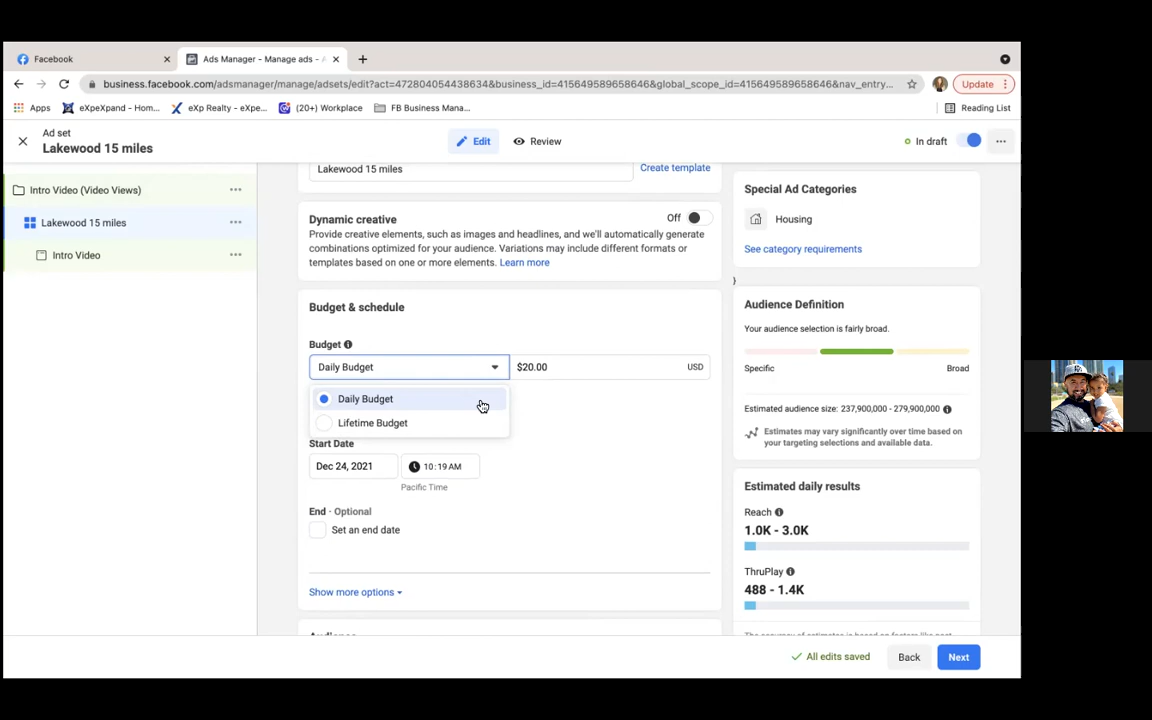 Facebook
Ads Manager - Manage ads - A
business.facebook.com/adsmanager/manage/adsets/edit?act=472804054438634&business_id=415649589658646&global_scope_id=415649589658646&nav_entry...
Update
Apps
eXpeXpand - Hom...
eXp Realty - eXpe...
(20+) Workplace
FB Business Mana...
Reading List
Ad set
Lakewood 15 miles
Edit
Review
In draft
Intro Video (Video Views)
Lakewood 15 miles
Intro Video
Lakewood 15 miles
Create template
Dynamic creative
Off
Provide creative elements, such as images and headlines, and we'll automatically generate
combinations optimized for your audience. Variations may include different formats or
templates based on one or more elements. Learn more
Budget & schedule
Budget
Daily Budget
$20.00
USD
Daily Budget
Lifetime Budget
Start Date
Dec 24, 2021
10:19 AM
Pacific Time
End · Optional
Set an end date
Show more options
Special Ad Categories
Housing
See category requirements
}
Audience Definition
Your audience selection is fairly broad.
Specific
Broad
Estimated audience size: 237,900,000 - 279,900,000
Estimates may vary significantly over time based on
your targeting selections and available data.
Estimated daily results
Reach
1.0K - 3.0K
ThruPlay
488 - 1.4K
All edits saved
Back
Next